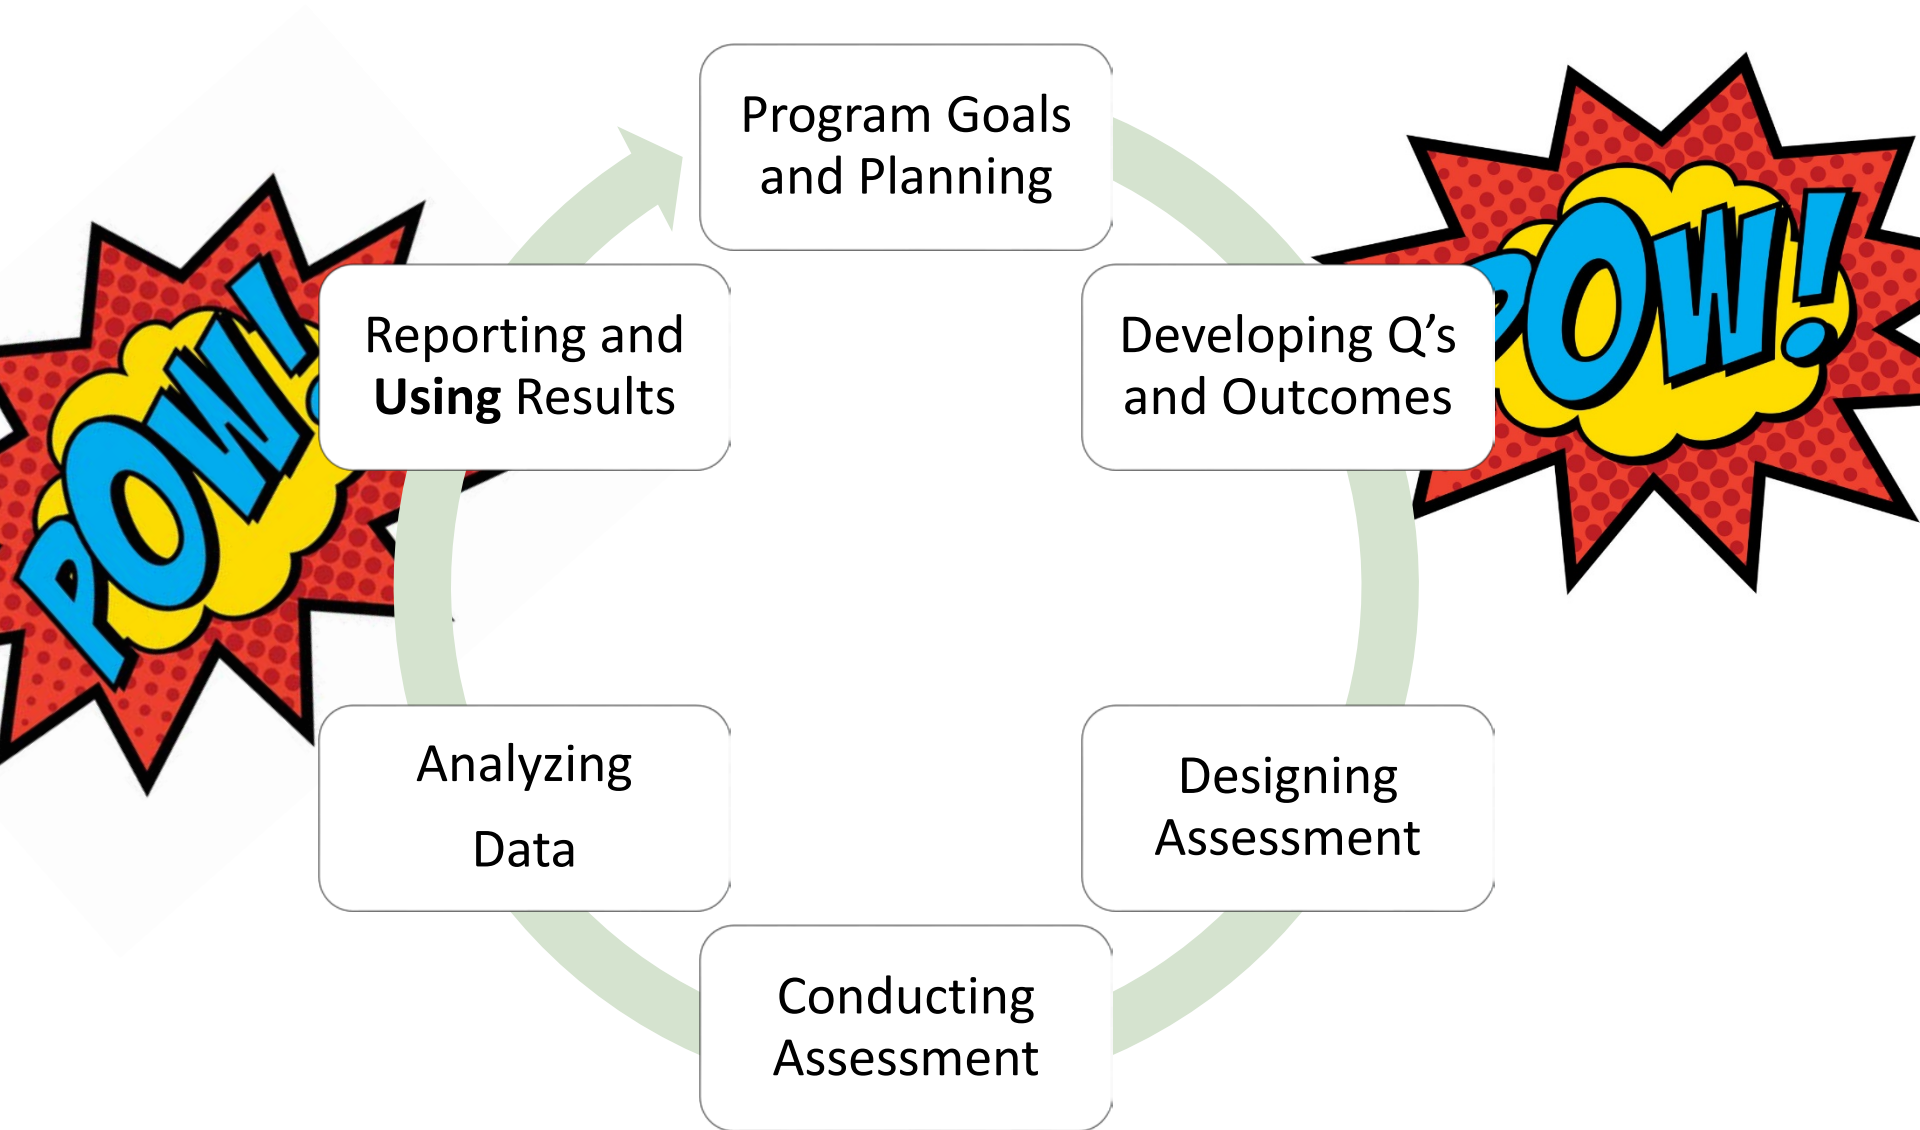 Program Goals
and Planning
Developing Q’s
and Outcomes
Designing
Assessment
Conducting
Assessment
Analyzing
Data
Reporting and
Using Results
POW!
POW!